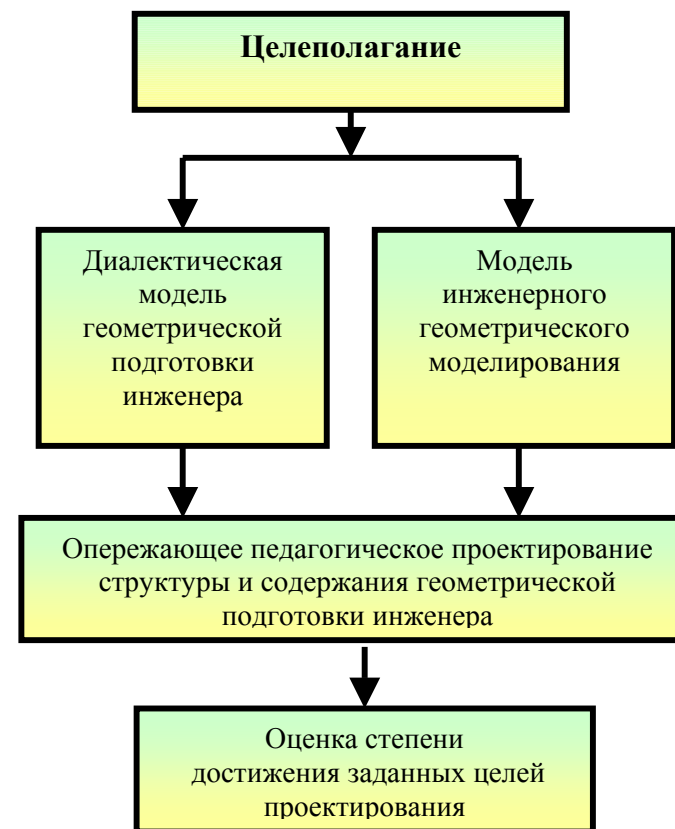 Целеполагание
Диалектическая
модель
геометрической
подготовки
инженера
Модель
инженерного
геометрического
моделирования
Опережающее педагогическое проектирование
структуры и содержания геометрической
подготовки инженера
Оценка степени
достижения заданных целей
проектирования